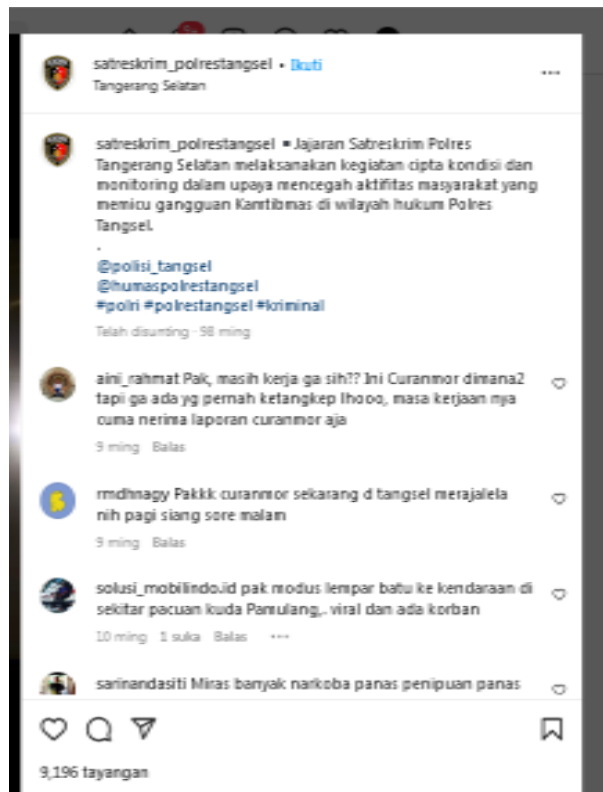 satreskrim_polrestangsel • Ikuti
Tangerang Selatan
satreskrim_polrestangsel ▪ Jajaran Satreskrim Polres
Tangerang Selatan melaksanakan kegiatan cipta kondisi dan
monitoring dalam upaya mencegah aktifitas masyarakat yang
memicu gangguan Kamtibmas di wilayah hukum Polres
Tangsel.
.
@polisi_tangsel
@humaspolrestangsel
#polri #polrestangsel #kriminal
Telah disunting · 98 ming
aini_rahmat Pak, masih kerja ga sih?? Ini Curanmor dimana2
tapi ga ada yg pernah ketangkep lhooo, masa kerjaan nya
cuma nerima laporan curanmor aja
9 ming Balas
rmdhnagy Pakkk curanmor sekarang d tangsel merajalela
nih pagi siang sore malam
9 ming Balas
solusi_mobilindo.id pak modus lempar batu ke kendaraan di
sekitar pacuan kuda Pamulang,. viral dan ada korban
10 ming 1 suka Balas
sarinandasiti Miras banyak narkoba panas penipuan panas
9,196 tayangan